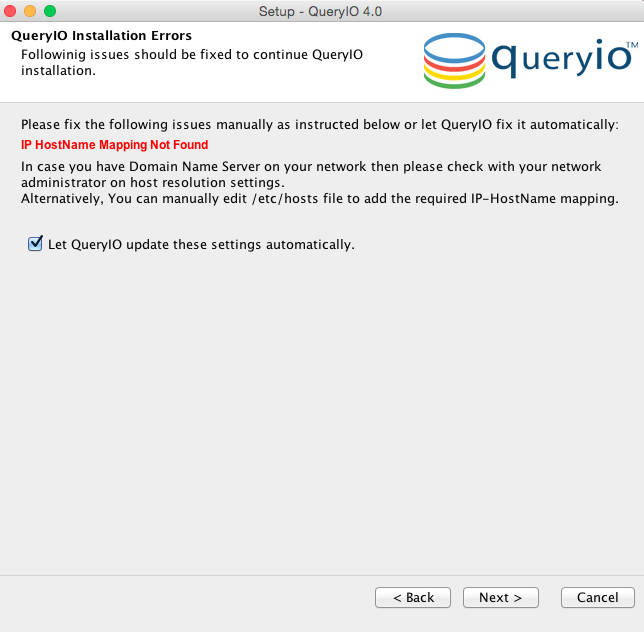 Setup - QueryIO 4.0
QueryIO Installation Errors
Followinig issues should be fixed to continue QueryIO
installation.
queryio™
Please fix the following issues manually as instructed below or let QueryIO fix it automatically:
IP HostName Mapping Not Found
In case you have Domain Name Server on your network then please check with your network
administrator on host resolution settings.
Alternatively, You can manually edit /etc/hosts file to add the required IP-HostName mapping.
Let QueryIO update these settings automatically.
< Back
Next >
Cancel